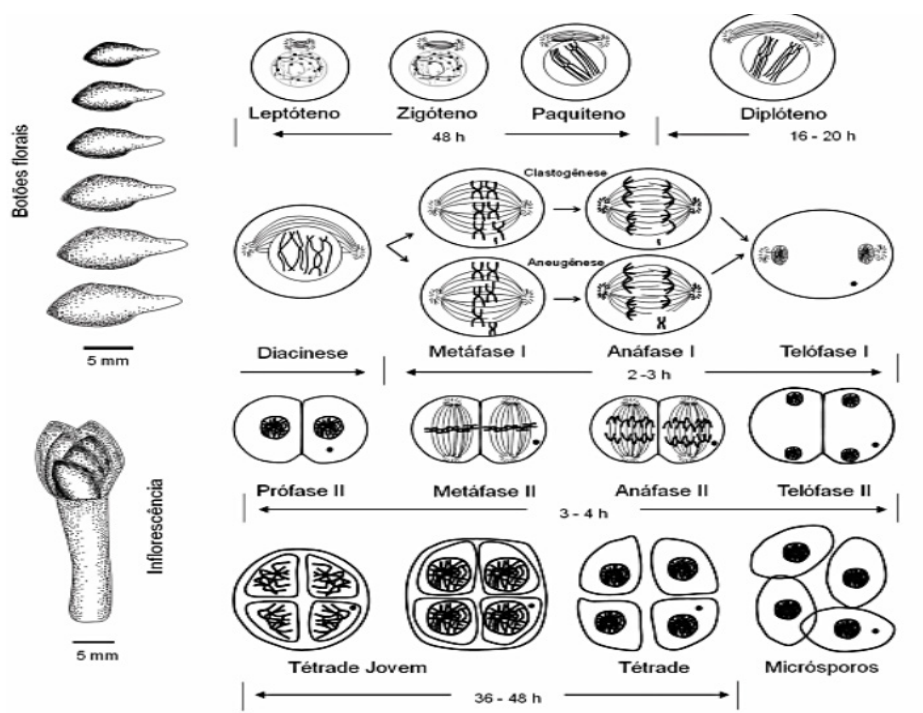 Botões florais
5 mm
Inflorescência
5 mm
Leptóteno Zigóteno Paquiteno Diplóteno
48 h 16 - 20 h
Clastogênese
Aneugênese
Diacinese Metáfase I Anáfase I Telófase I
2 -3 h
Prófase II Metáfase II Anáfase II Telófase II
3 - 4 h
Tétrade Jovem Tétrade Micrósporos
36 - 48 h